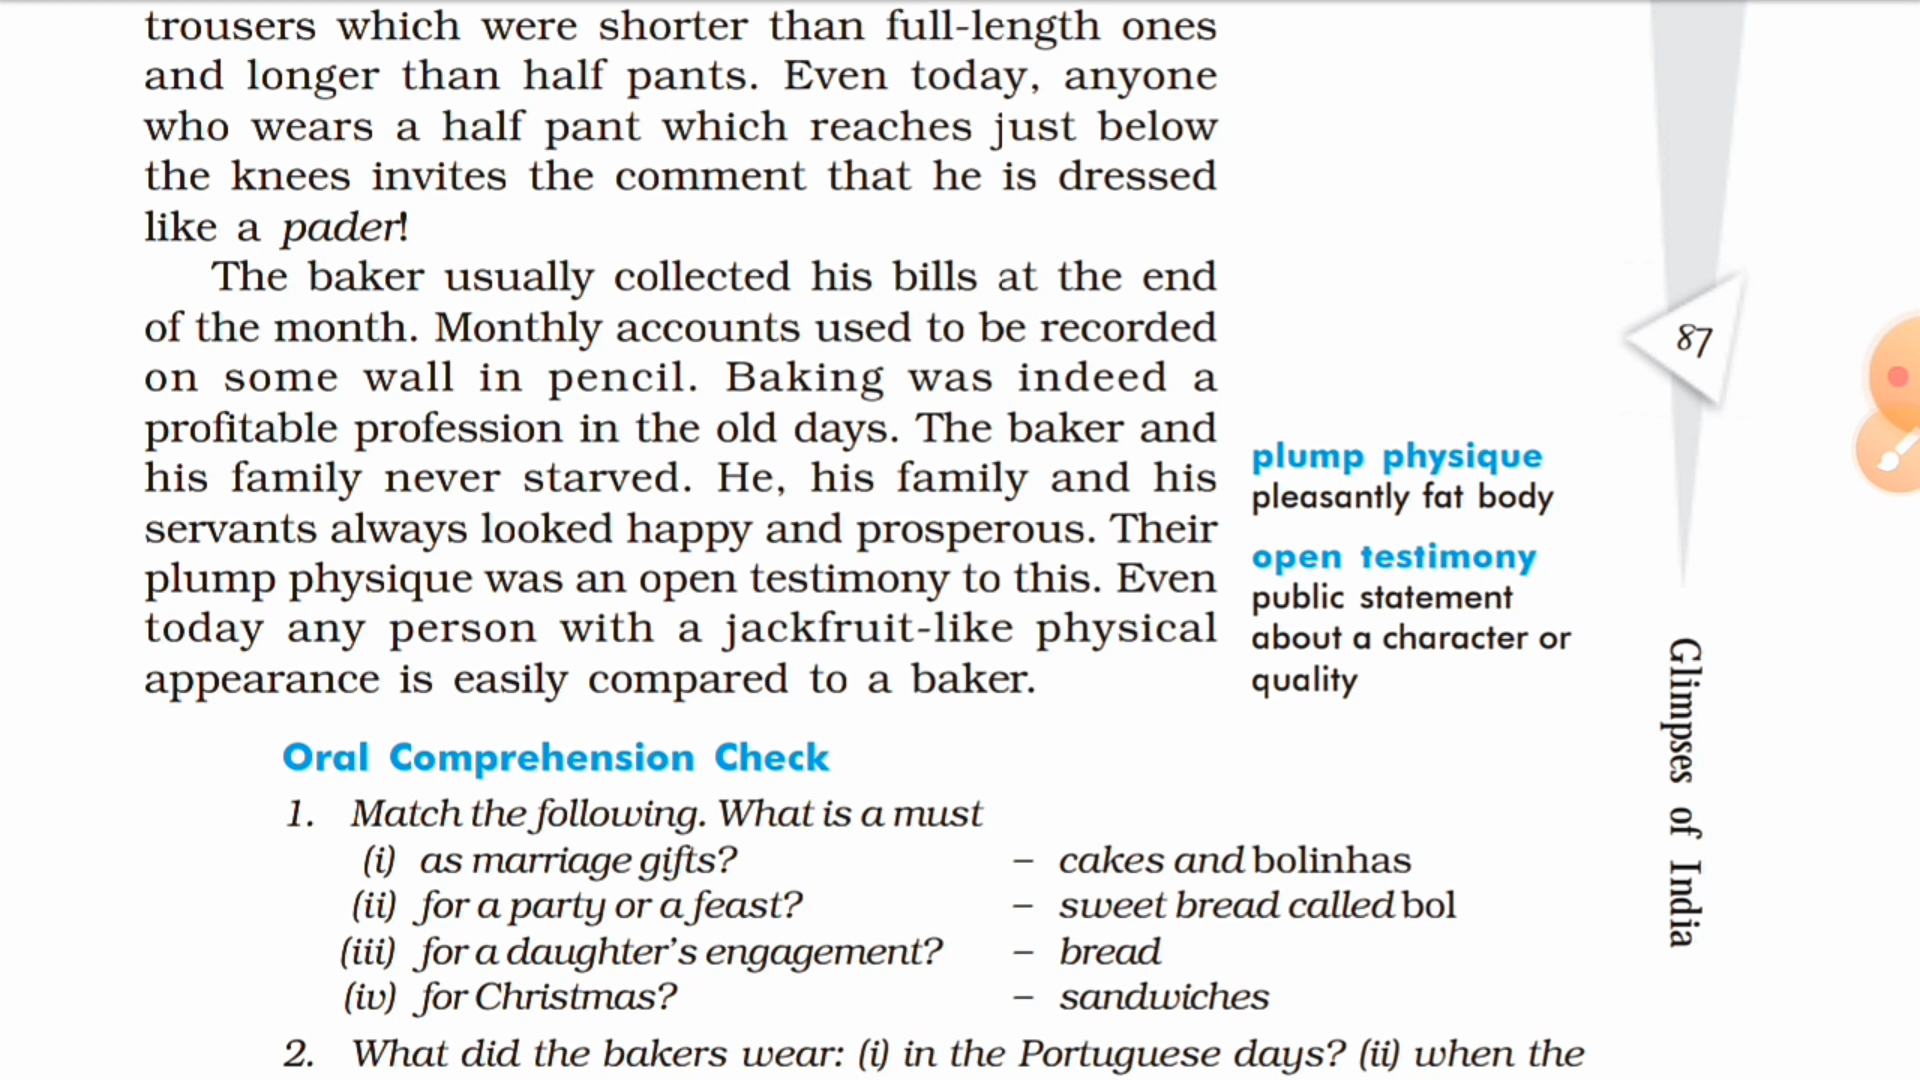 trousers which were shorter than full-length ones
and longer than half pants. Even today, anyone
who wears a half pant which reaches just below
the knees invites the comment that he is dressed
like a pader!
The baker usually collected his bills at the end
of the month. Monthly accounts used to be recorded
on some wall in pencil. Baking was indeed a
profitable profession in the old days. The baker and
his family never starved. He, his family and his
servants always looked happy and prosperous. Their
plump physique was an open testimony to this. Even
today any person with a jackfruit-like physical
appearance is easily compared to a baker.
plump physique
pleasantly fat body
open testimony
public statement
about a character or
quality
87
Glimpses of India
Oral Comprehension Check
1. Match the following. What is a must
(i) as marriage gifts? – cakes and bolinhas
(ii) for a party or a feast? – sweet bread called bol
(iii) for a daughter's engagement? – bread
(iv) for Christmas? – sandwiches
2. What did the bakers wear: (i) in the Portuguese days? (ii) when the